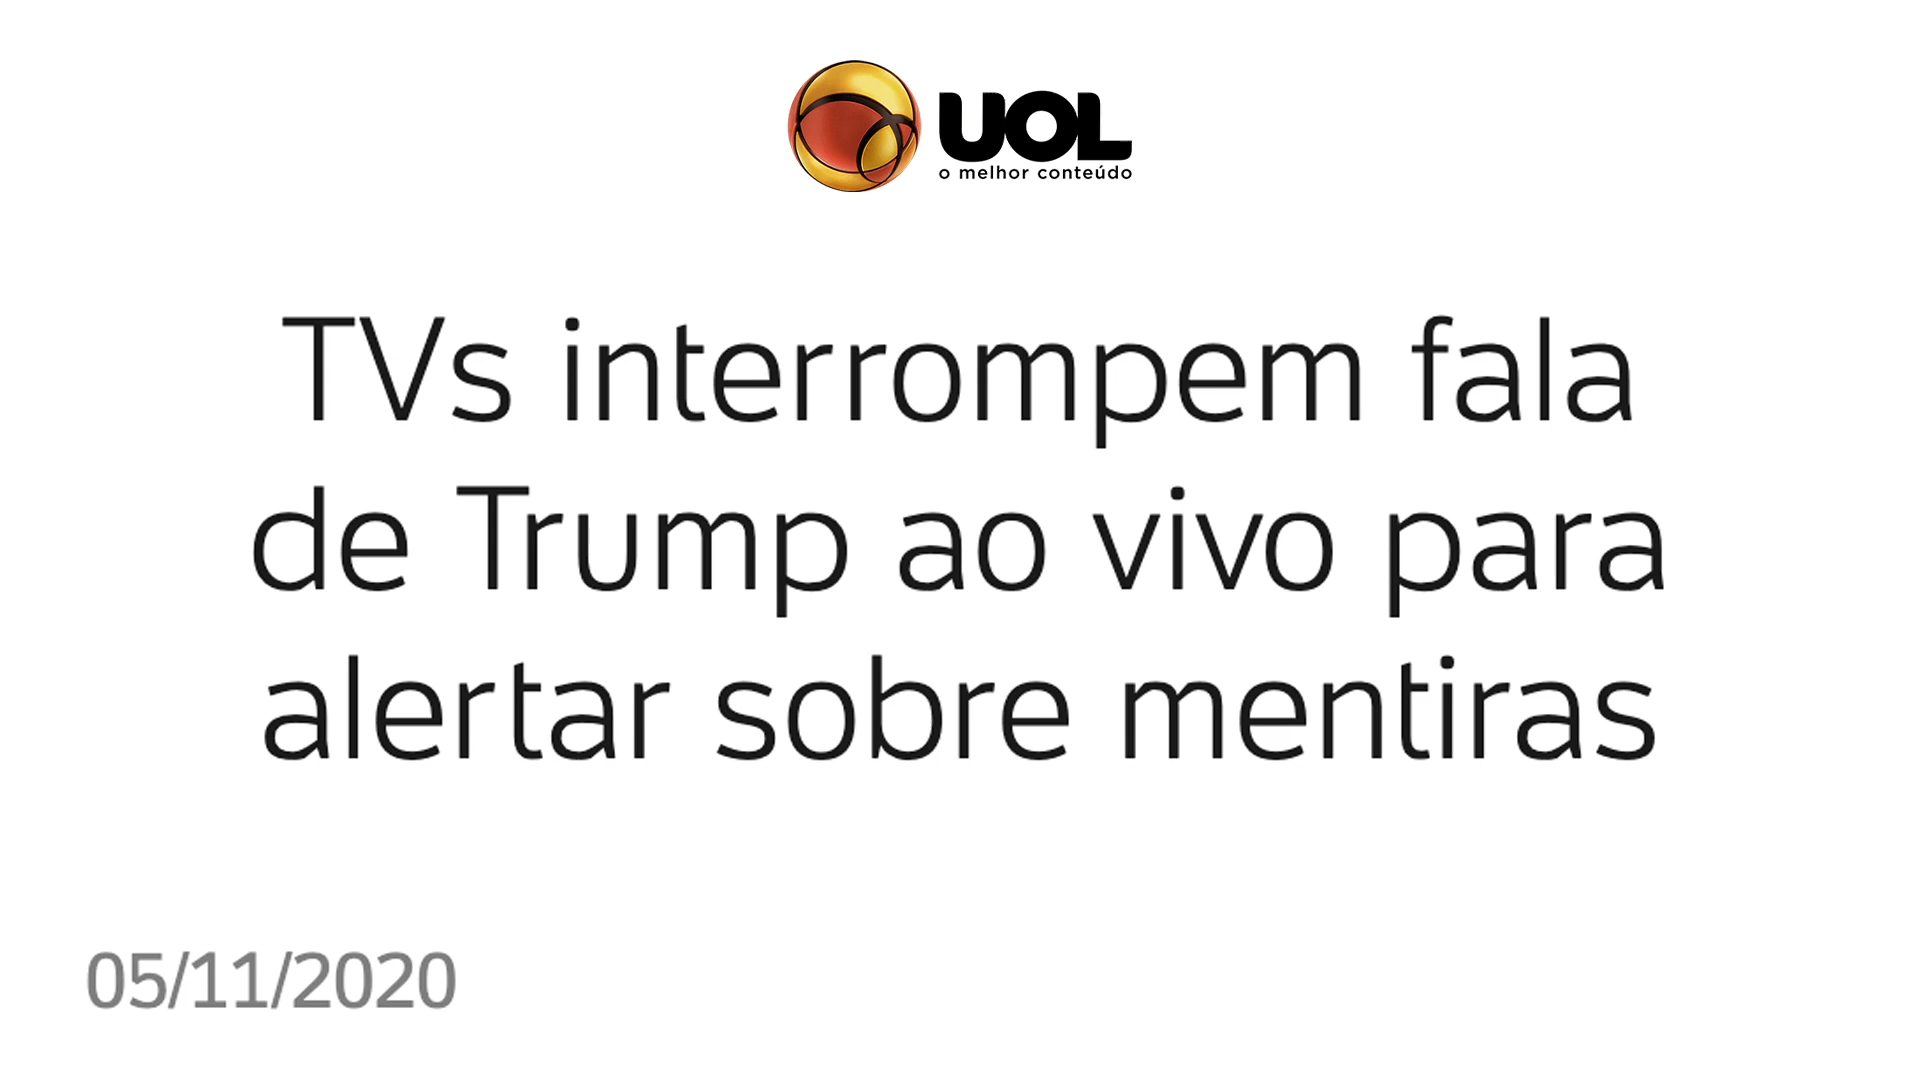 UOL
o melhor conteúdo
TVs interrompem fala
de Trump ao vivo para
alertar sobre mentiras
05/11/2020